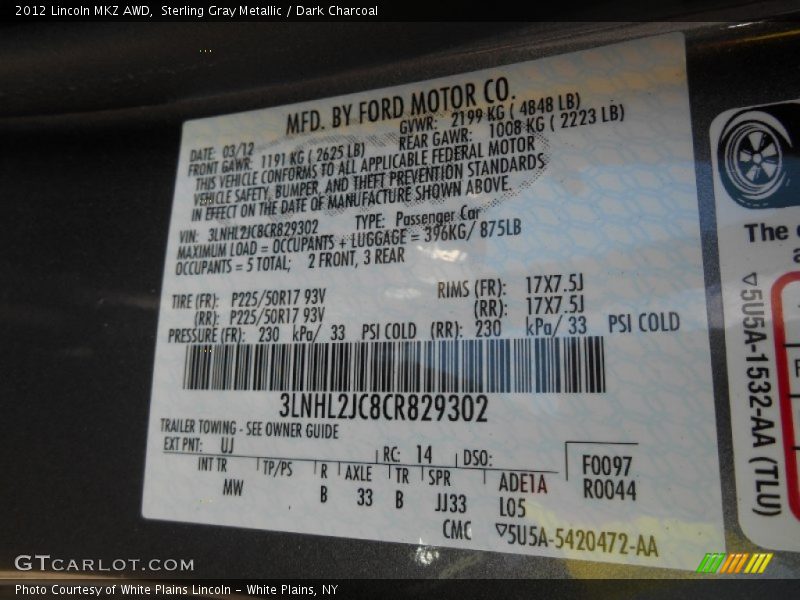 2012 Lincoln MKZ AWD, Sterling Gray Metallic / Dark Charcoal
MFD. BY FORD MOTOR CO.
DATE: 03/12 GVWR: 2199 KG ( 4848 LB)
FRONT GAWR: 1191 KG ( 2625 LB) REAR GAWR: 1008 KG ( 2223 LB)
THIS VEHICLE CONFORMS TO ALL APPLICABLE FEDERAL MOTOR
VEHICLE SAFETY, BUMPER, AND THEFT PREVENTION STANDARDS
IN EFFECT ON THE DATE OF MANUFACTURE SHOWN ABOVE.
VIN: 3LNHL2JC8CR829302 TYPE: Passenger Car
MAXIMUM LOAD = OCCUPANTS + LUGGAGE = 396KG/ 875LB
OCCUPANTS = 5 TOTAL; 2 FRONT, 3 REAR
TIRE (FR): P225/50R17 93V RIMS (FR): 17X7.5J
(RR): P225/50R17 93V (RR): 17X7.5J
PRESSURE (FR): 230 kPa/ 33 PSI COLD (RR): 230 kPa/ 33 PSI COLD
3LNHL2JC8CR829302
TRAILER TOWING - SEE OWNER GUIDE
EXT PNT: UJ RC: 14 DSO: F0097
INT TR TP/PS R AXLE TR SPR ADE1A R0044
MW B 33 B JJ33 L05
CMC 5U5A-5420472-AA
The
5U5A-1532-AA (TLU)
GTCARLOT.COM
Photo Courtesy of White Plains Lincoln - White Plains, NY